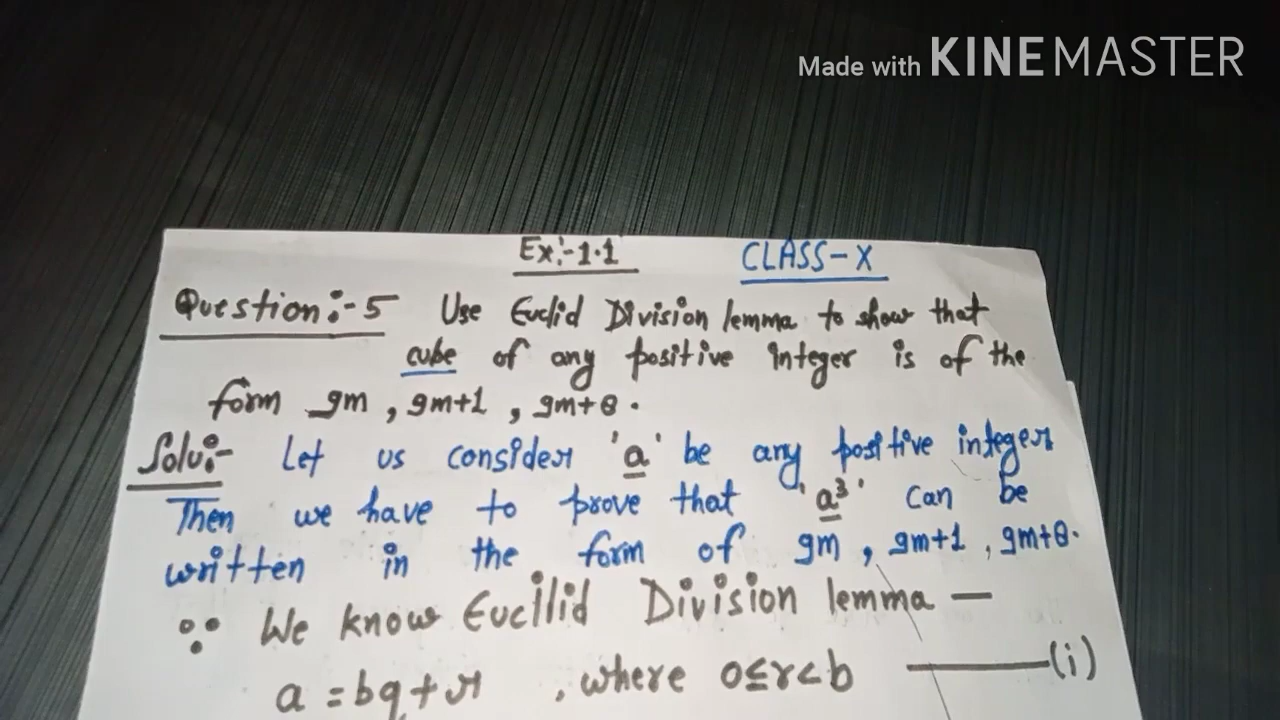 Made with KINEMASTER
Ex:-1.1 CLASS-X
Question:-5 Use Euclid Division lemma to show that
cube of any positive integer is of the
form 9m, 9m+1, 9m+8.
Solu:- Let us consider 'a' be any positive integer
Then we have to prove that 'a³' can be
written in the form of 9m, 9m+1, 9m+8.
∵ We know Eucilid Division lemma —
a = bq + r , where 0≤r<b ——— (i)